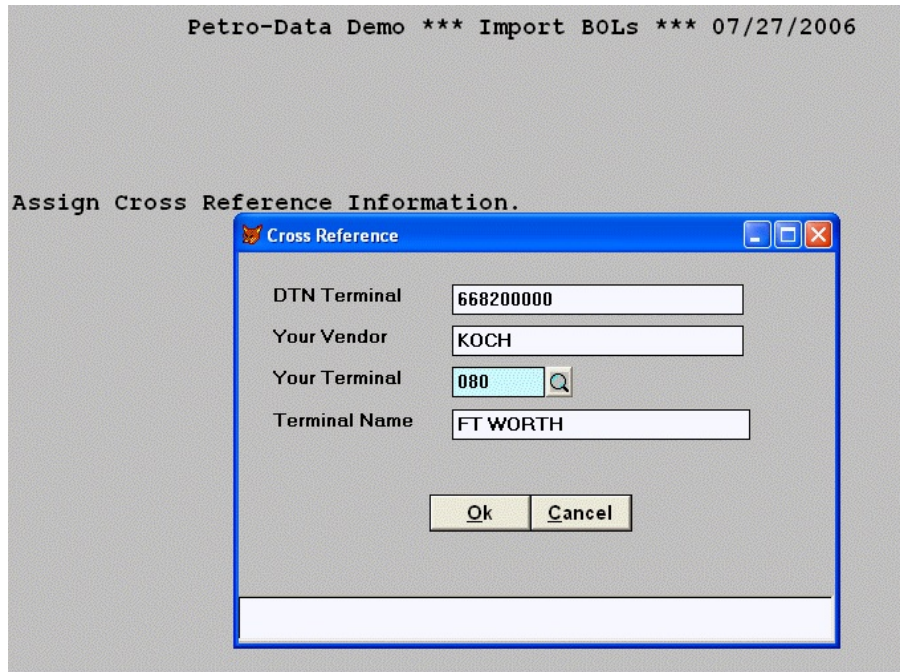 Petro-Data Demo *** Import BOLs *** 07/27/2006
Assign Cross Reference Information.
Cross Reference
DTN Terminal 668200000
Your Vendor KOCH
Your Terminal 080
Terminal Name FT WORTH
Ok Cancel